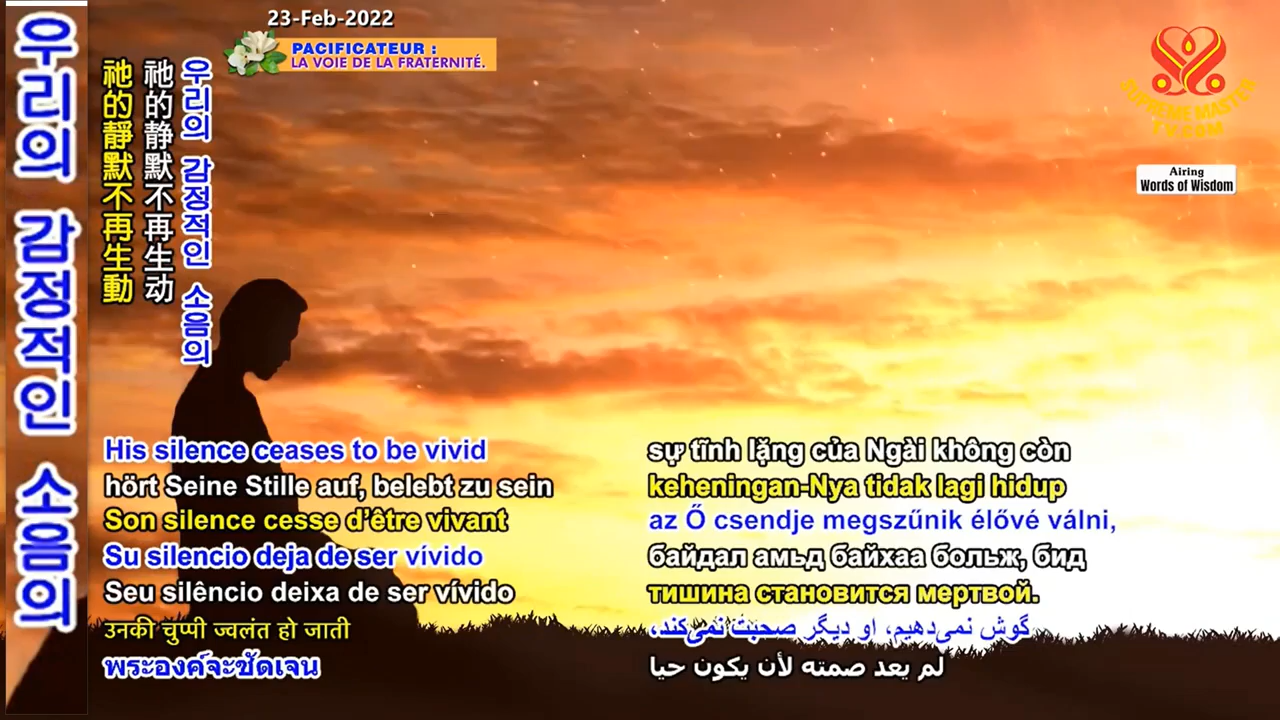 23-Feb-2022
PACIFICATEUR :
LA VOIE DE LA FRATERNITÉ.
SUPREME MASTER
TV.COM
Airing
Words of Wisdom
우리의 감정적인 소음의
祂的靜默不再生動
祂的静默不再生动
우리의 감정적인 소음의
His silence ceases to be vivid
hört Seine Stille auf, belebt zu sein
Son silence cesse d’être vivant
Su silencio deja de ser vívido
Seu silêncio deixa de ser vívido
उनकी चुप्पी ज्वलंत हो जाती
พระองค์จะชัดเจน
sự tĩnh lặng của Ngài không còn
keheningan-Nya tidak lagi hidup
az Ő csendje megszűnik élővé válni,
байдал амьд байхаа больж, бид
тишина становится мертвой.
گوش نمی‌دهیم، او دیگر صحبت نمی‌کند،
لم يعد صمته لأن يكون حيا